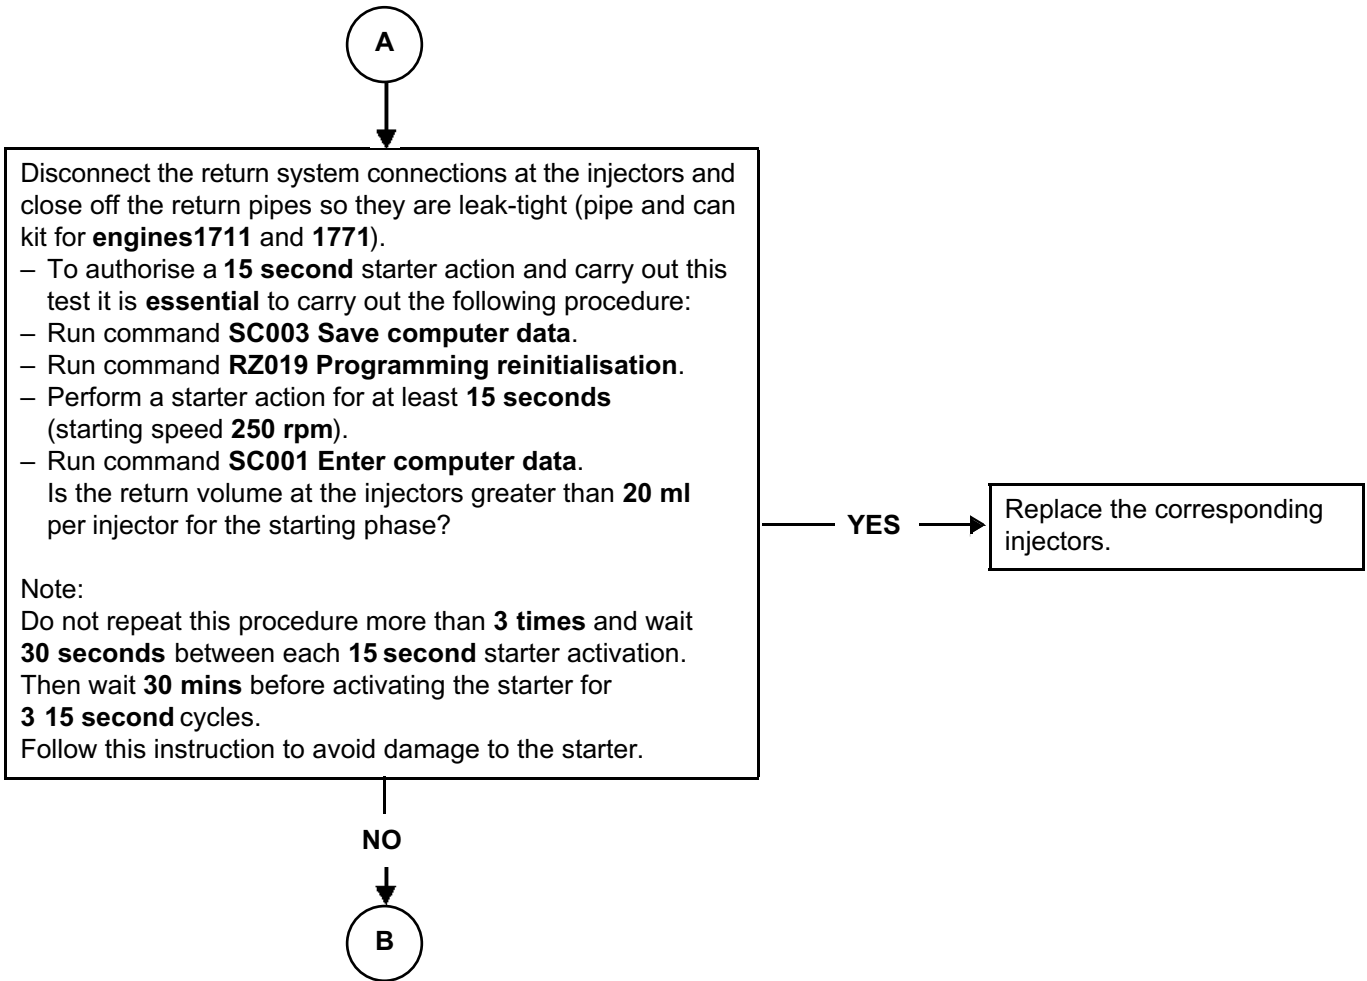 A
Disconnect the return system connections at the injectors and
close off the return pipes so they are leak-tight (pipe and can
kit for engines1711 and 1771).
– To authorise a 15 second starter action and carry out this
test it is essential to carry out the following procedure:
– Run command SC003 Save computer data.
– Run command RZ019 Programming reinitialisation.
– Perform a starter action for at least 15 seconds
(starting speed 250 rpm).
– Run command SC001 Enter computer data.
Is the return volume at the injectors greater than 20 ml
per injector for the starting phase?
Note:
Do not repeat this procedure more than 3 times and wait
30 seconds between each 15 second starter activation.
Then wait 30 mins before activating the starter for
3 15 second cycles.
Follow this instruction to avoid damage to the starter.
YES
Replace the corresponding
injectors.
NO
B